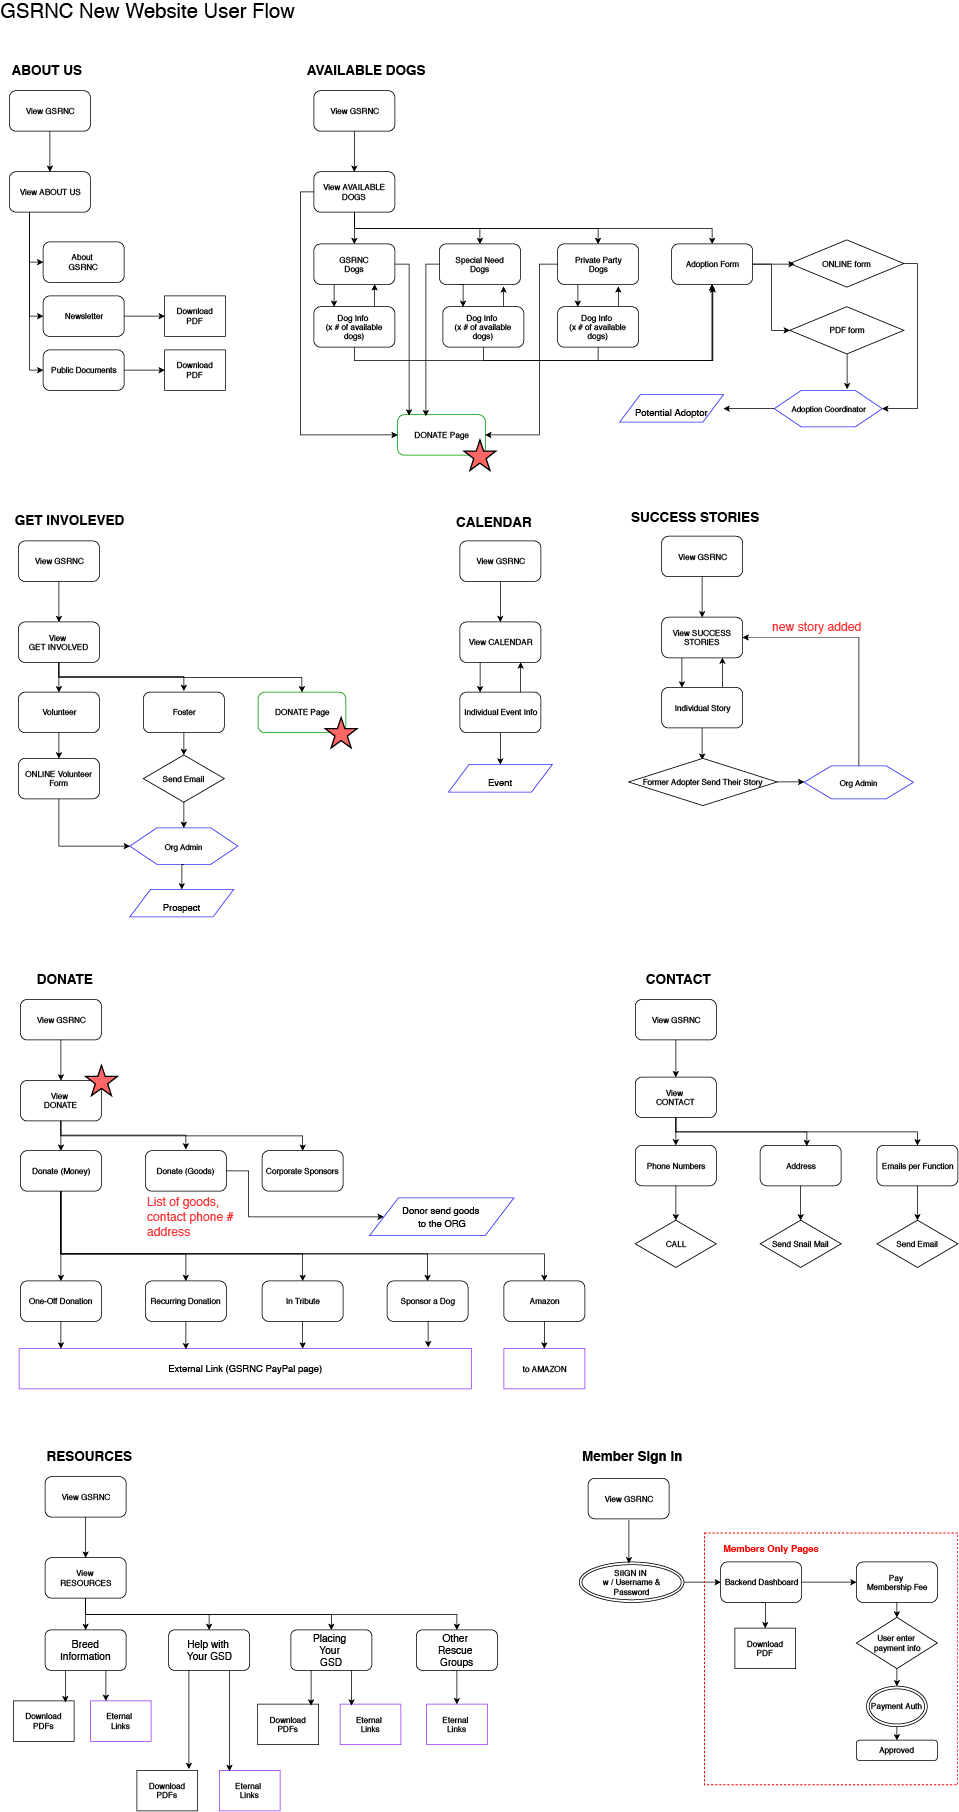 GSRNC New Website User Flow
ABOUT US
View GSRNC
View ABOUT US
About
GSRNC
Newsletter
Download
PDF
Public Documents
Download
PDF
AVAILABLE DOGS
View GSRNC
View AVAILABLE
DOGS
GSRNC
Dogs
Special Need
Dogs
Private Party
Dogs
Adoption Form
ONLINE form
Dog Info
(x # of available
dogs)
Dog Info
(x # of available
dogs)
Dog Info
(x # of available
dogs)
PDF form
Potential Adoptor
Adoption Coordinator
DONATE Page
GET INVOLEVED
View GSRNC
View
GET INVOLVED
Volunteer
Foster
DONATE Page
ONLINE Volunteer
Form
Send Email
Org Admin
Prospect
CALENDAR
View GSRNC
View CALENDAR
Individual Event Info
Event
SUCCESS STORIES
View GSRNC
new story added
View SUCCESS
STORIES
Individual Story
Former Adopter Send Their Story
Org Admin
DONATE
View GSRNC
View
DONATE
Donate (Money)
Donate (Goods)
Corporate Sponsors
List of goods,
contact phone #
address
Donor send goods
to the ORG
One-Off Donation
Recurring Donation
In Tribute
Sponsor a Dog
Amazon
External Link (GSRNC PayPal page)
to AMAZON
CONTACT
View GSRNC
View
CONTACT
Phone Numbers
Address
Emails per Function
CALL
Send Snail Mail
Send Email
RESOURCES
View GSRNC
View
RESOURCES
Breed
Information
Help with
Your GSD
Placing
Your
GSD
Other
Rescue
Groups
Download
PDFs
Eternal
Links
Download
PDFs
Eternal
Links
Eternal
Links
Download
PDFs
Eternal
Links
Member Sign In
View GSRNC
Members Only Pages
SIIGN IN
w / Username &
Password
Backend Dashboard
Pay
Membership Fee
Download
PDF
User enter
payment info
Payment Auth
Approved